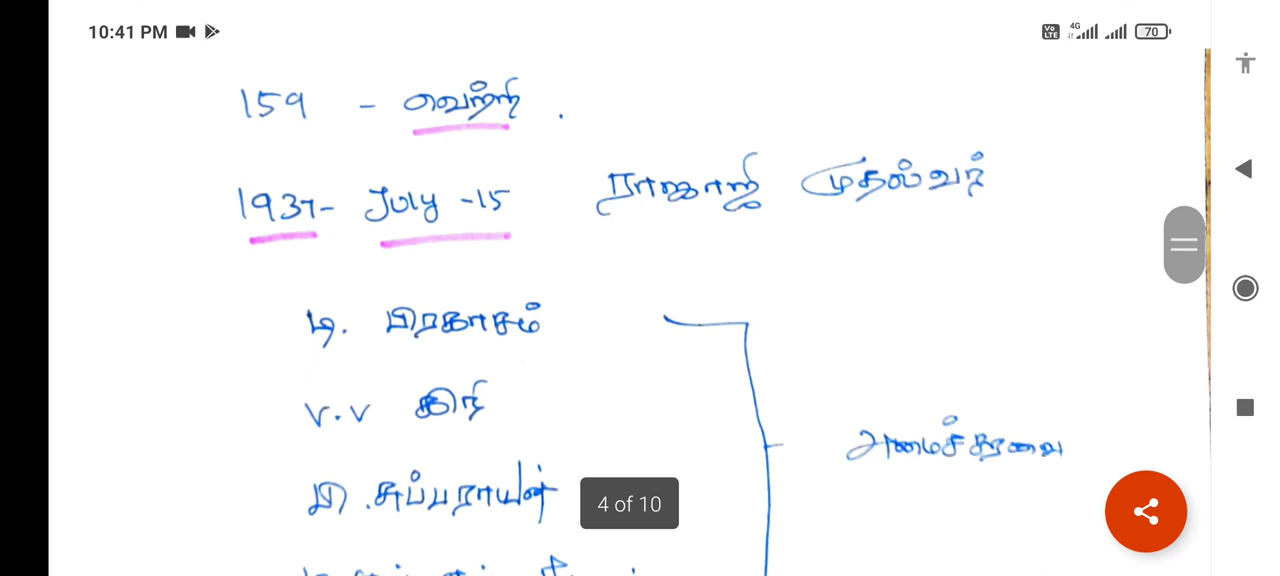 10:41 PM
4G 70
159 - வெற்றி.
1937- July -15 ராஜாஜி முதல்வர்
டி. பிரகாசம்
V.V கிரி
அமைச்சரவை
பி. சுப்பராயன்
4 of 10